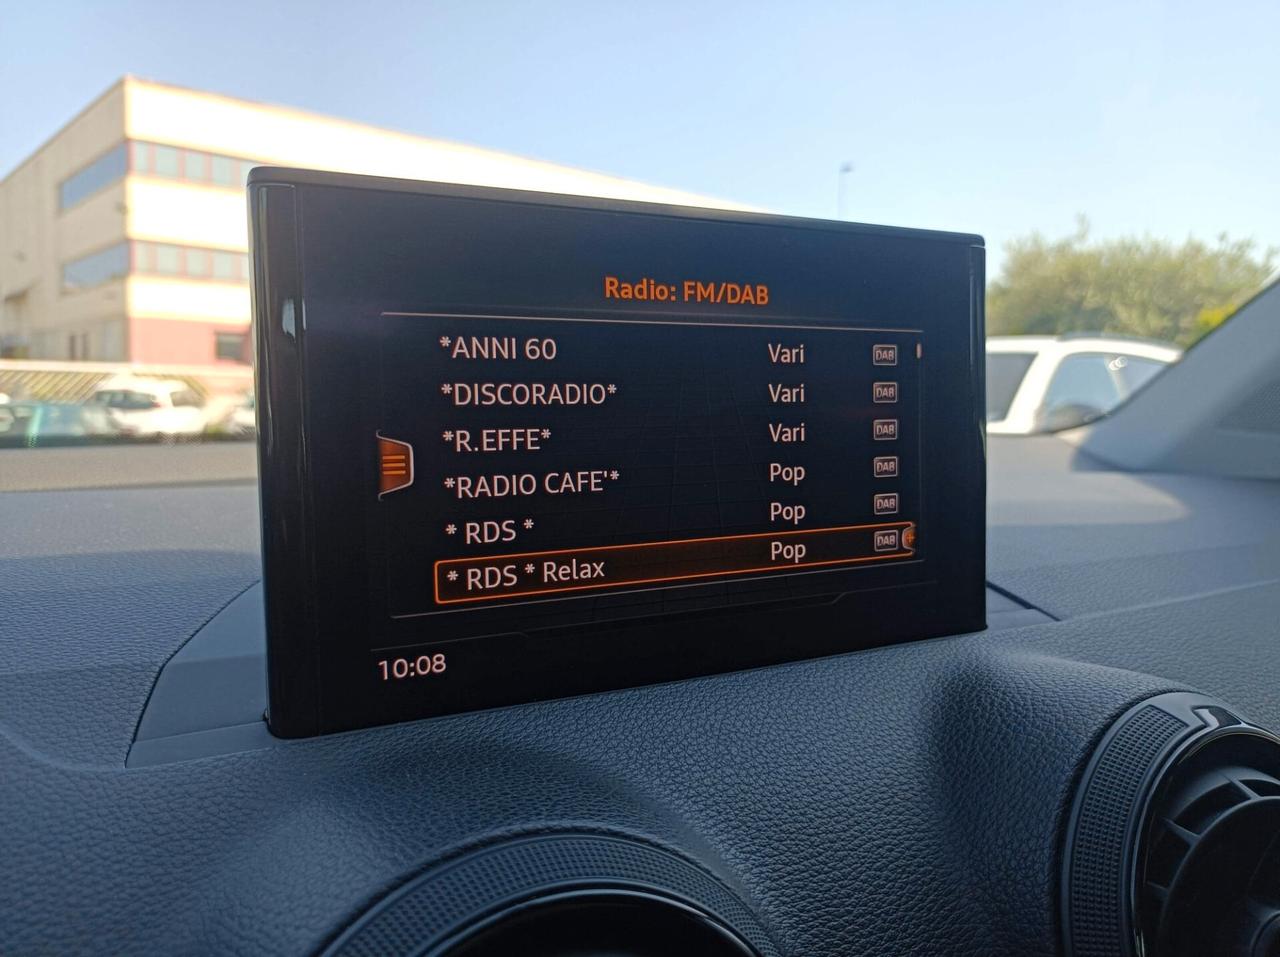 Radio: FM/DAB
*ANNI 60 Vari DAB
*DISCORADIO* Vari DAB
*R.EFFE* Vari DAB
*RADIO CAFE'* Pop DAB
* RDS * Pop DAB
* RDS * Relax Pop DAB
10:08